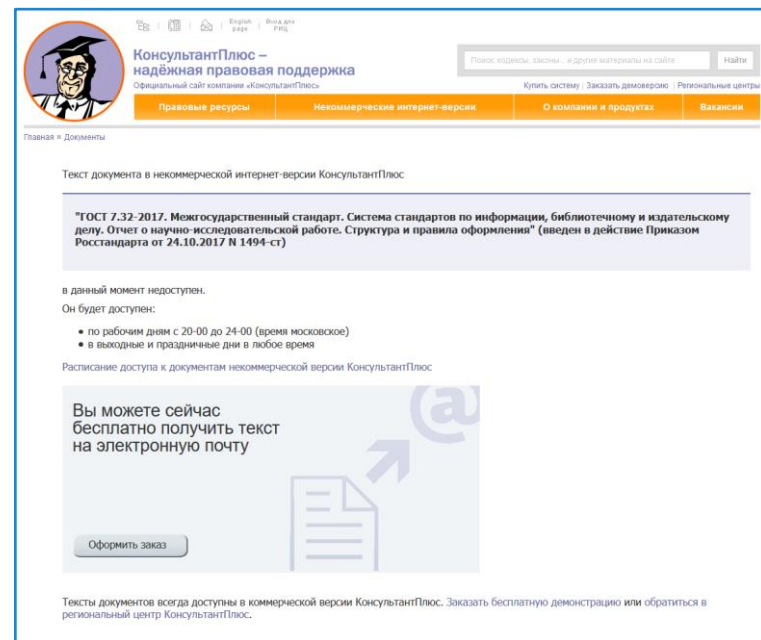 English page
Вход для РИЦ
КонсультантПлюс –
надёжная правовая поддержка
Официальный сайт компании «КонсультантПлюс»
Поиск: кодексы, законы... и другие материалы на сайте
Найти
Купить систему | Заказать демоверсию | Региональные центры
Правовые ресурсы
Некоммерческие интернет-версии
О компании и продуктах
Вакансии
Главная » Документы
Текст документа в некоммерческой интернет-версии КонсультантПлюс
"ГОСТ 7.32-2017. Межгосударственный стандарт. Система стандартов по информации, библиотечному и издательскому
делу. Отчет о научно-исследовательской работе. Структура и правила оформления" (введен в действие Приказом
Росстандарта от 24.10.2017 N 1494-ст)
в данный момент недоступен.
Он будет доступен:
• по рабочим дням с 20-00 до 24-00 (время московское)
• в выходные и праздничные дни в любое время
Расписание доступа к документам некоммерческой версии КонсультантПлюс
Вы можете сейчас
бесплатно получить текст
на электронную почту
@
Оформить заказ
Тексты документов всегда доступны в коммерческой версии КонсультантПлюс. Заказать бесплатную демонстрацию или обратиться в
региональный центр КонсультантПлюс.